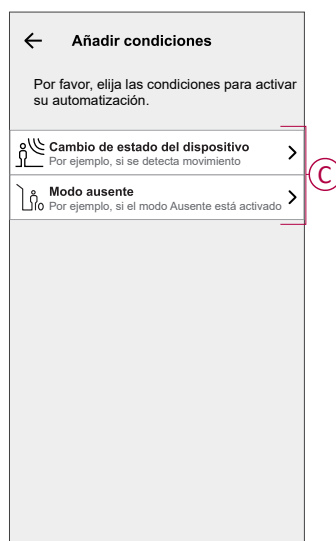 Añadir condiciones
Por favor, elija las condiciones para activar
su automatización.
Cambio de estado del dispositivo
Por ejemplo, si se detecta movimiento
C
Modo ausente
Por ejemplo, si el modo Ausente está activado